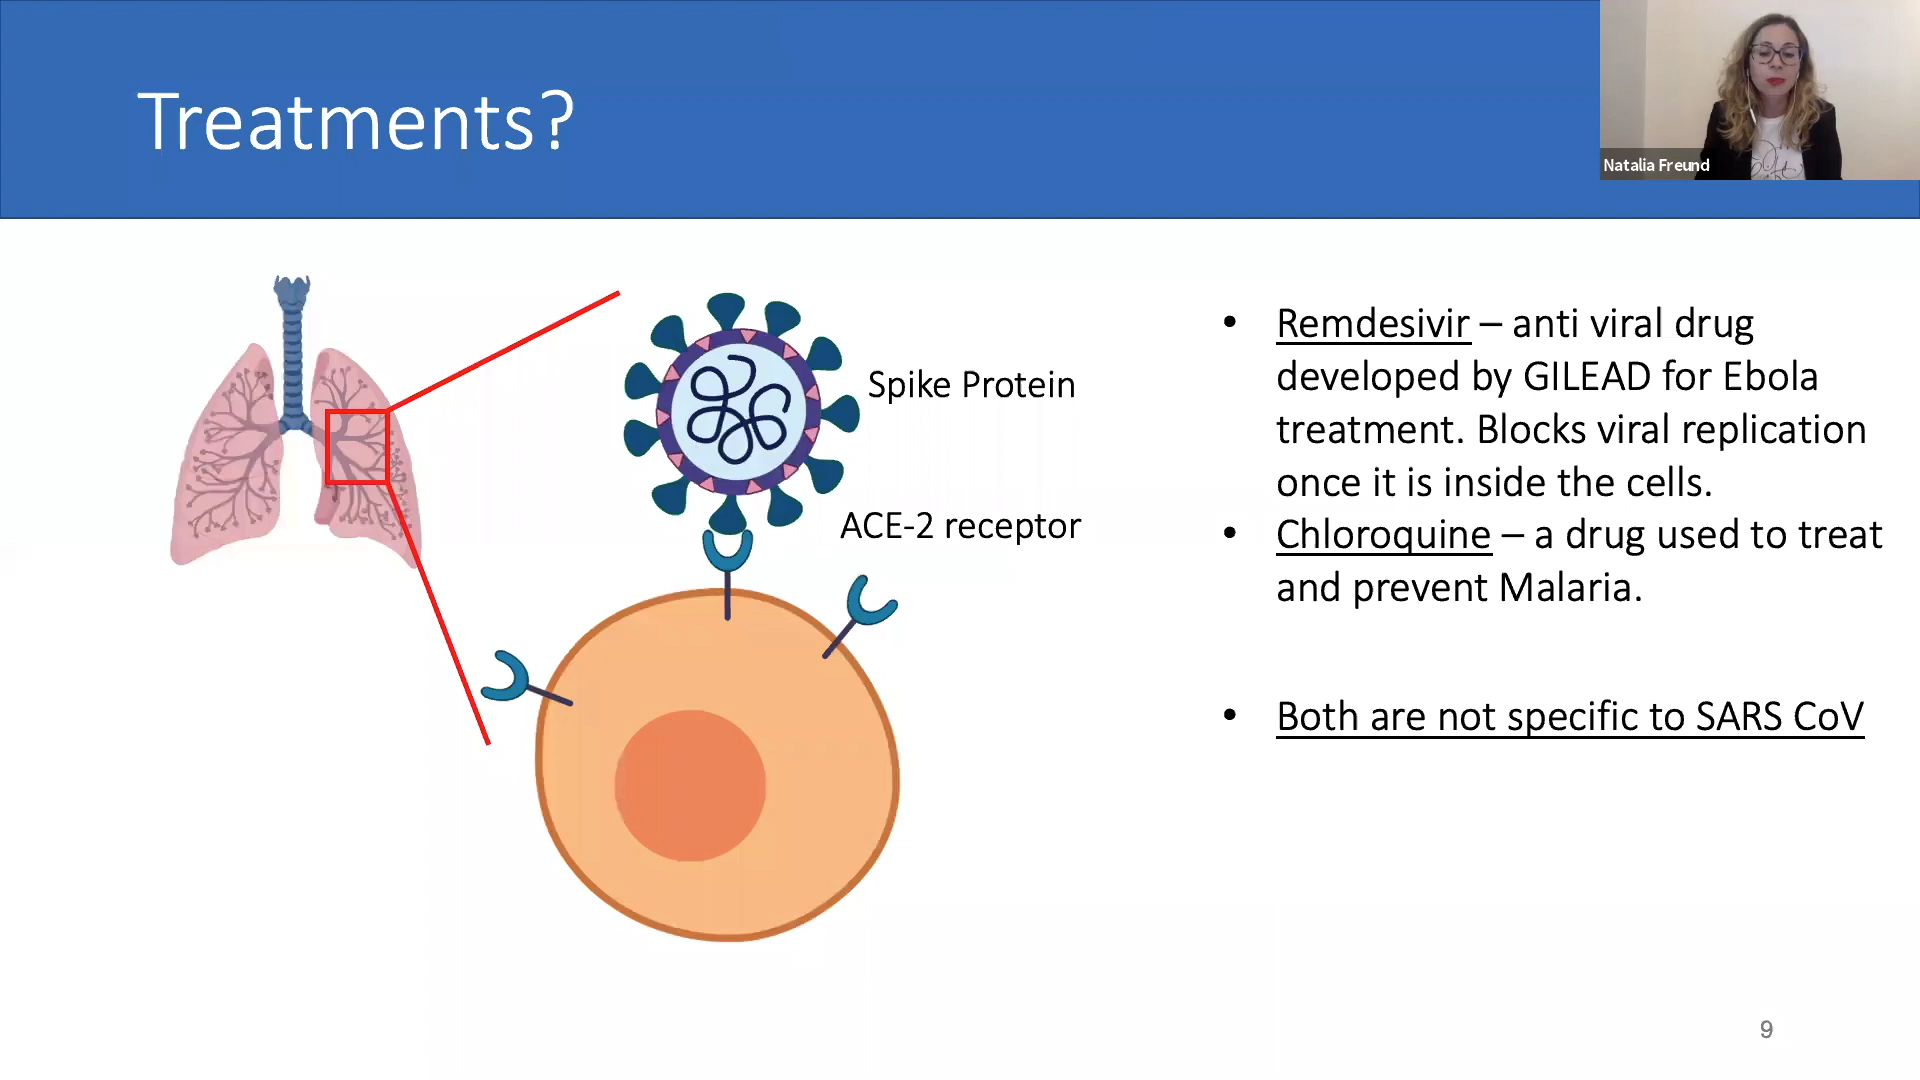 Treatments?
Natalia Freund
Spike Protein
ACE-2 receptor
• Remdesivir – anti viral drug
developed by GILEAD for Ebola
treatment. Blocks viral replication
once it is inside the cells.
• Chloroquine – a drug used to treat
and prevent Malaria.
• Both are not specific to SARS CoV
9